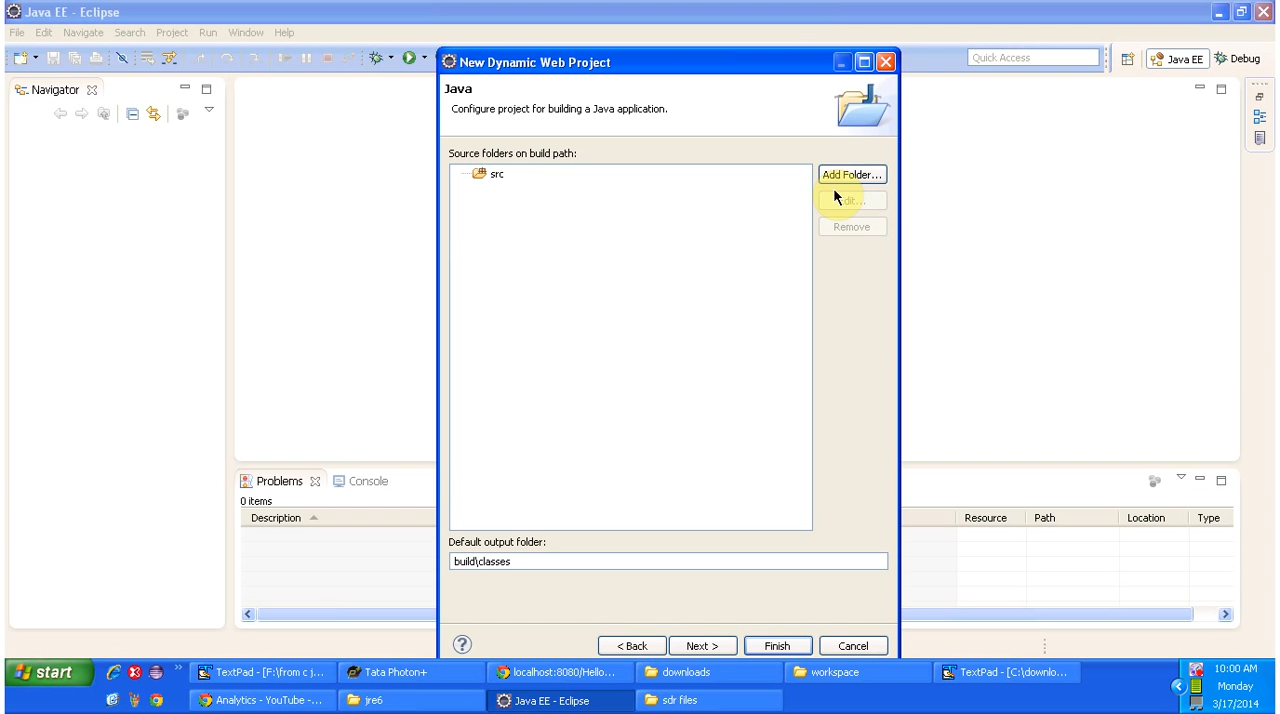 Java EE - Eclipse
File Edit Navigate Search Project Run Window Help
Quick Access
Java EE
Debug
Navigator
New Dynamic Web Project
Java
Configure project for building a Java application.
Source folders on build path:
src
Add Folder...
Edit...
Remove
Default output folder:
build\classes
< Back
Next >
Finish
Cancel
Problems
Console
0 items
Description
Resource
Path
Location
Type
start
TextPad - [F:\from c j...
Tata Photon+
localhost:8080/Hello...
downloads
workspace
TextPad - [C:\downlo...
Analytics - YouTube -...
jre6
Java EE - Eclipse
sdr files
10:00 AM
Monday
3/17/2014